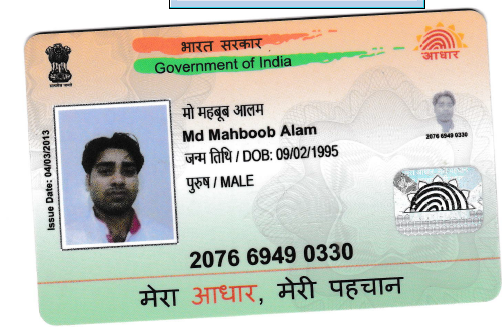 भारत सरकार
Government of India
आधार
मो महबूब आलम
Md Mahboob Alam
जन्म तिथि / DOB: 09/02/1995
पुरुष / MALE
Issue Date: 04/03/2013
2076 6949 0330
2076 6949 0330
मेरा आधार, मेरी पहचान